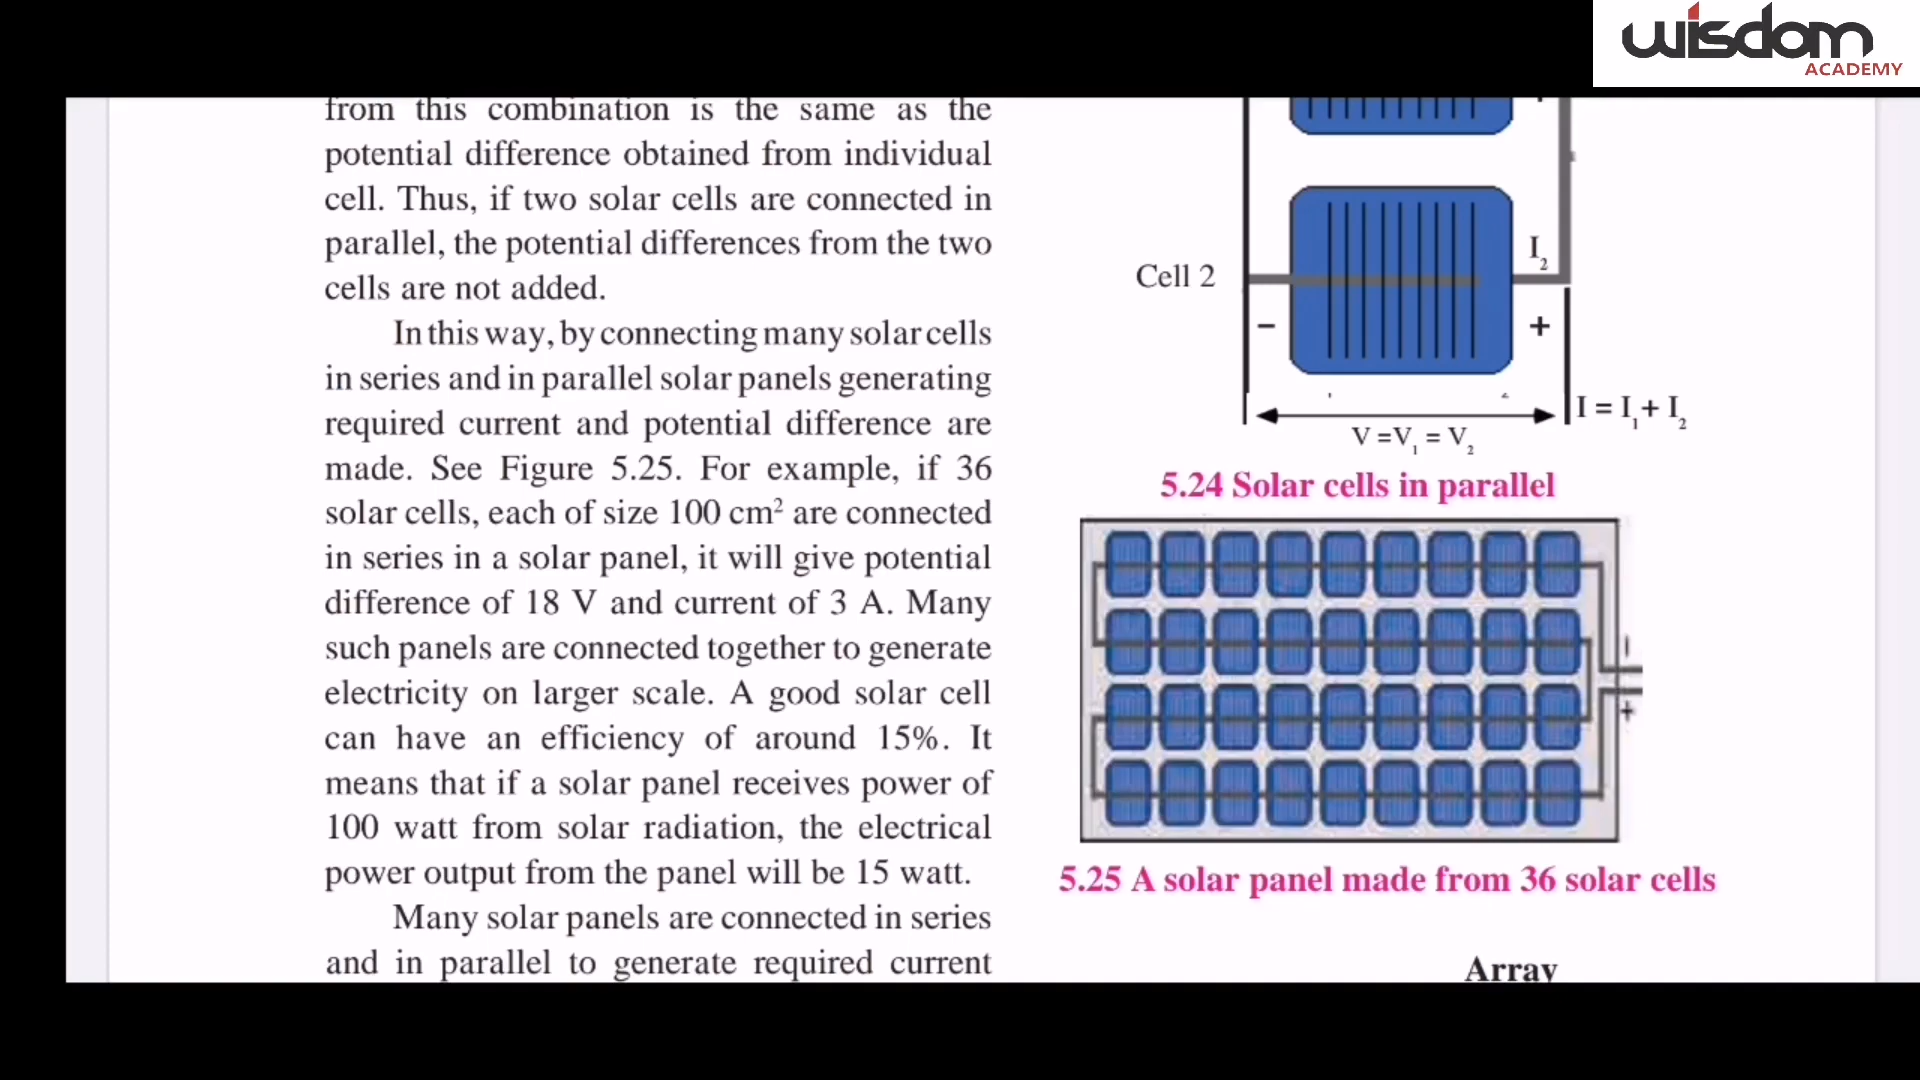 wisdom
ACADEMY
from this combination is the same as the
potential difference obtained from individual
cell. Thus, if two solar cells are connected in
parallel, the potential differences from the two
cells are not added.
In this way, by connecting many solar cells
in series and in parallel solar panels generating
required current and potential difference are
made. See Figure 5.25. For example, if 36
solar cells, each of size 100 cm² are connected
in series in a solar panel, it will give potential
difference of 18 V and current of 3 A. Many
such panels are connected together to generate
electricity on larger scale. A good solar cell
can have an efficiency of around 15%. It
means that if a solar panel receives power of
100 watt from solar radiation, the electrical
power output from the panel will be 15 watt.
Many solar panels are connected in series
and in parallel to generate required current
Cell 2
I₂
− +
I = I₁ + I₂
V =V₁ = V₂
5.24 Solar cells in parallel
−
+
5.25 A solar panel made from 36 solar cells
Array